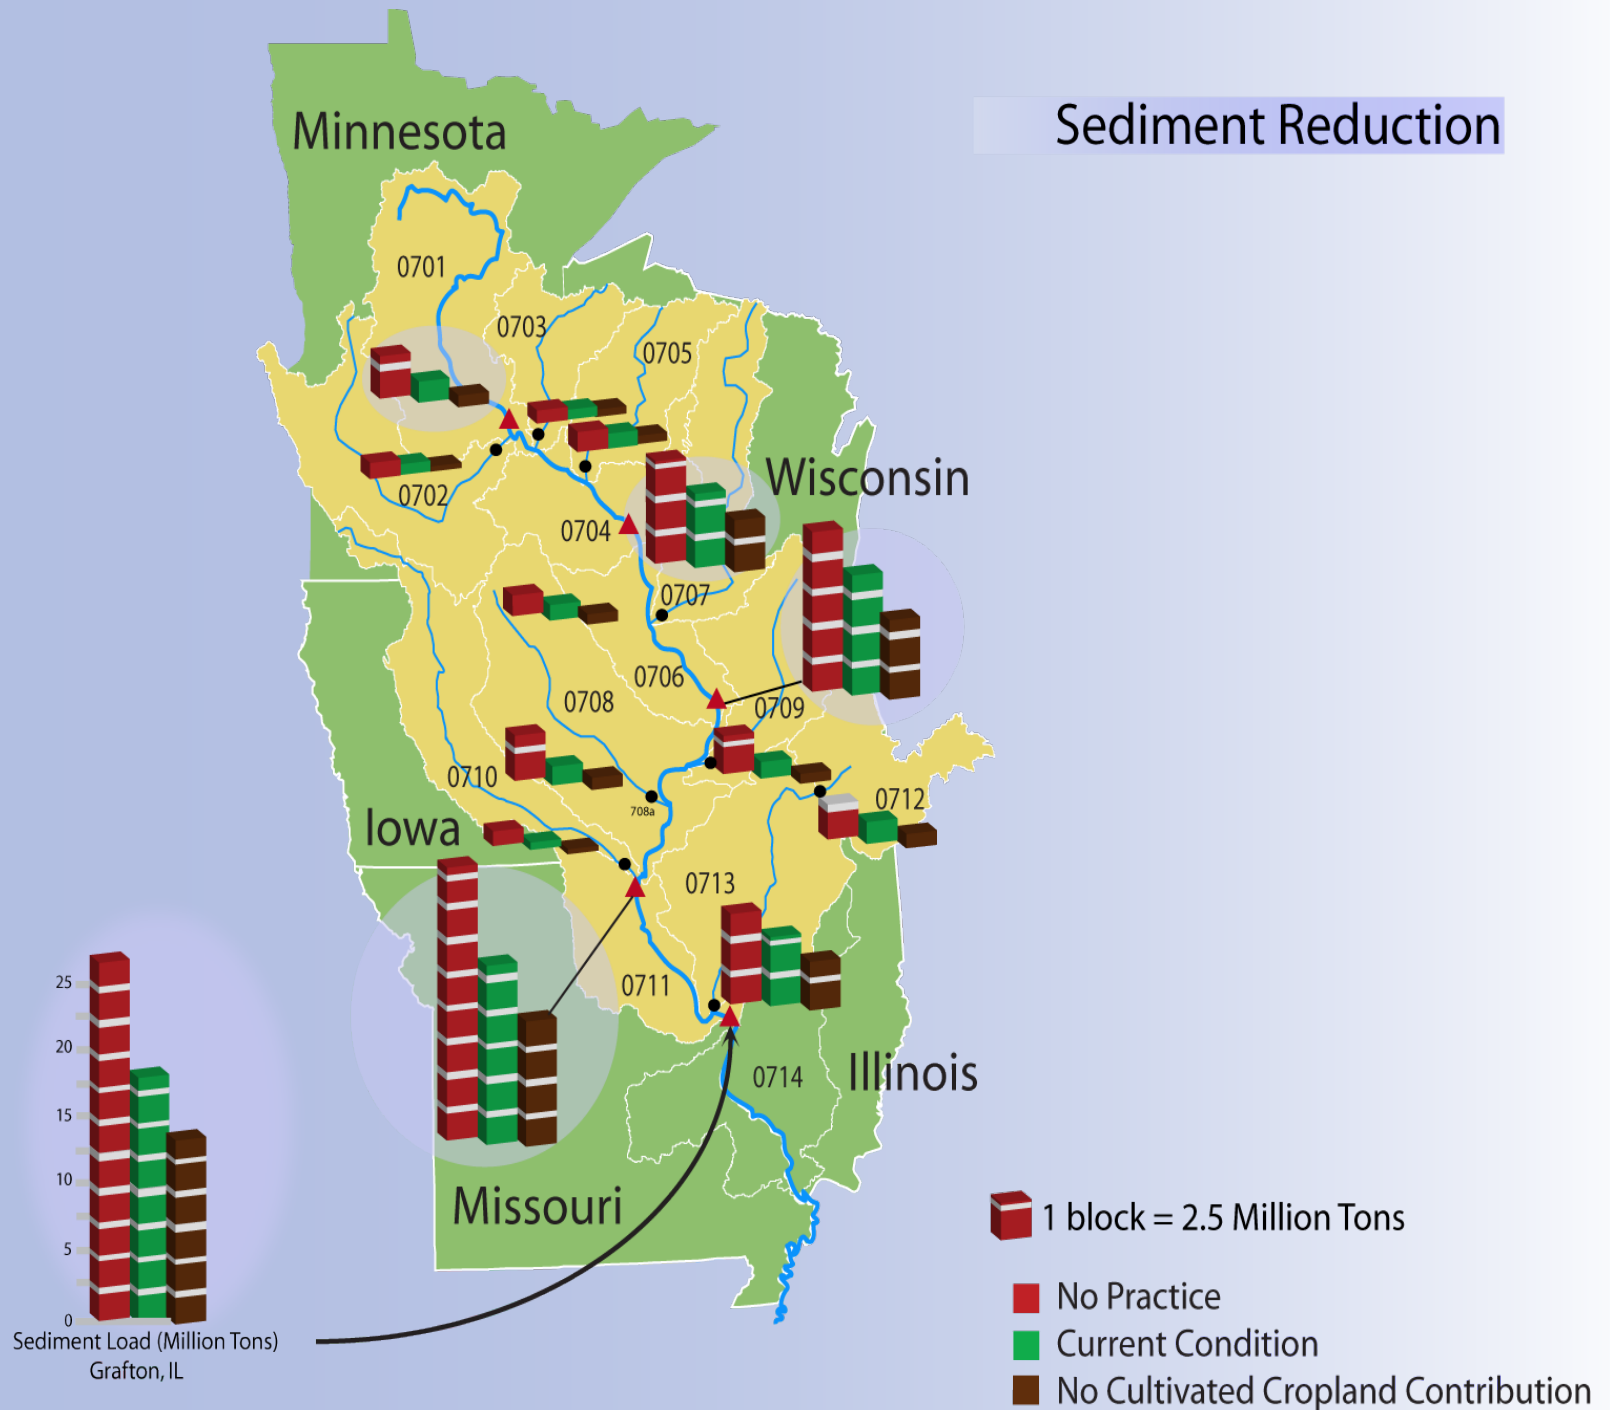 Sediment Reduction
Minnesota
0701
0703
0705
Wisconsin
0702
0704
0707
0706
0708
0709
0710
0712
708a
Iowa
0713
0711
25
20
15
10
5
0
0714
Illinois
Missouri
Sediment Load (Million Tons)
Grafton, IL
1 block = 2.5 Million Tons
No Practice
Current Condition
No Cultivated Cropland Contribution